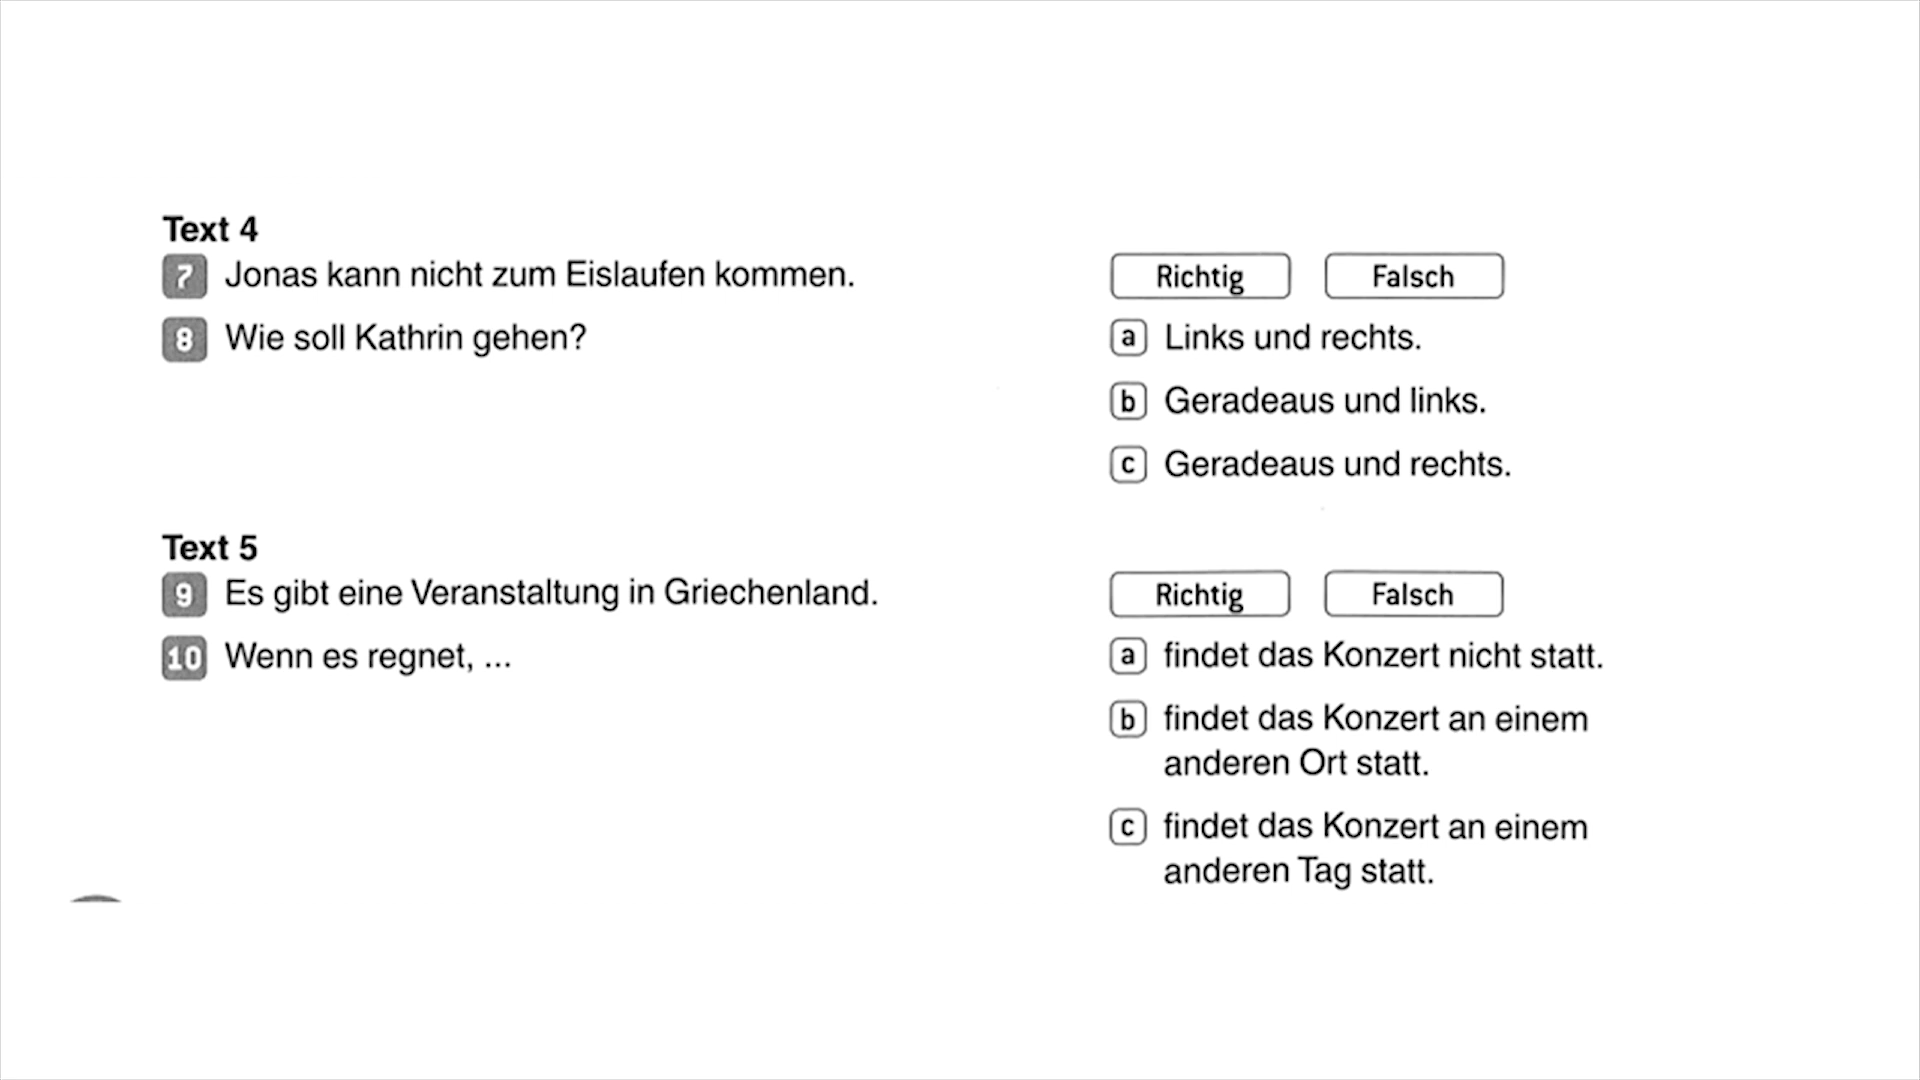 Text 4
7 Jonas kann nicht zum Eislaufen kommen.
Richtig Falsch
8 Wie soll Kathrin gehen?
a Links und rechts.
b Geradeaus und links.
c Geradeaus und rechts.
Text 5
9 Es gibt eine Veranstaltung in Griechenland.
Richtig Falsch
10 Wenn es regnet, ...
a findet das Konzert nicht statt.
b findet das Konzert an einem
anderen Ort statt.
c findet das Konzert an einem
anderen Tag statt.